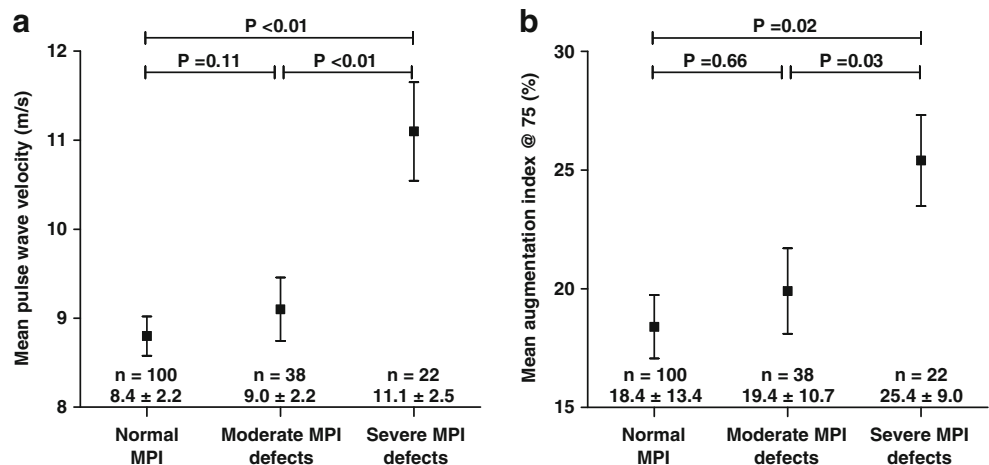 a
P <0.01
P =0.11 P <0.01
Mean pulse wave velocity (m/s)
12
11
10
9
8
n = 100 n = 38 n = 22
8.4 ± 2.2 9.0 ± 2.2 11.1 ± 2.5
Normal Moderate MPI Severe MPI
MPI defects defects
b
P =0.02
P =0.66 P =0.03
Mean augmentation index @ 75 (%)
30
25
20
15
n = 100 n = 38 n = 22
18.4 ± 13.4 19.4 ± 10.7 25.4 ± 9.0
Normal Moderate MPI Severe MPI
MPI defects defects